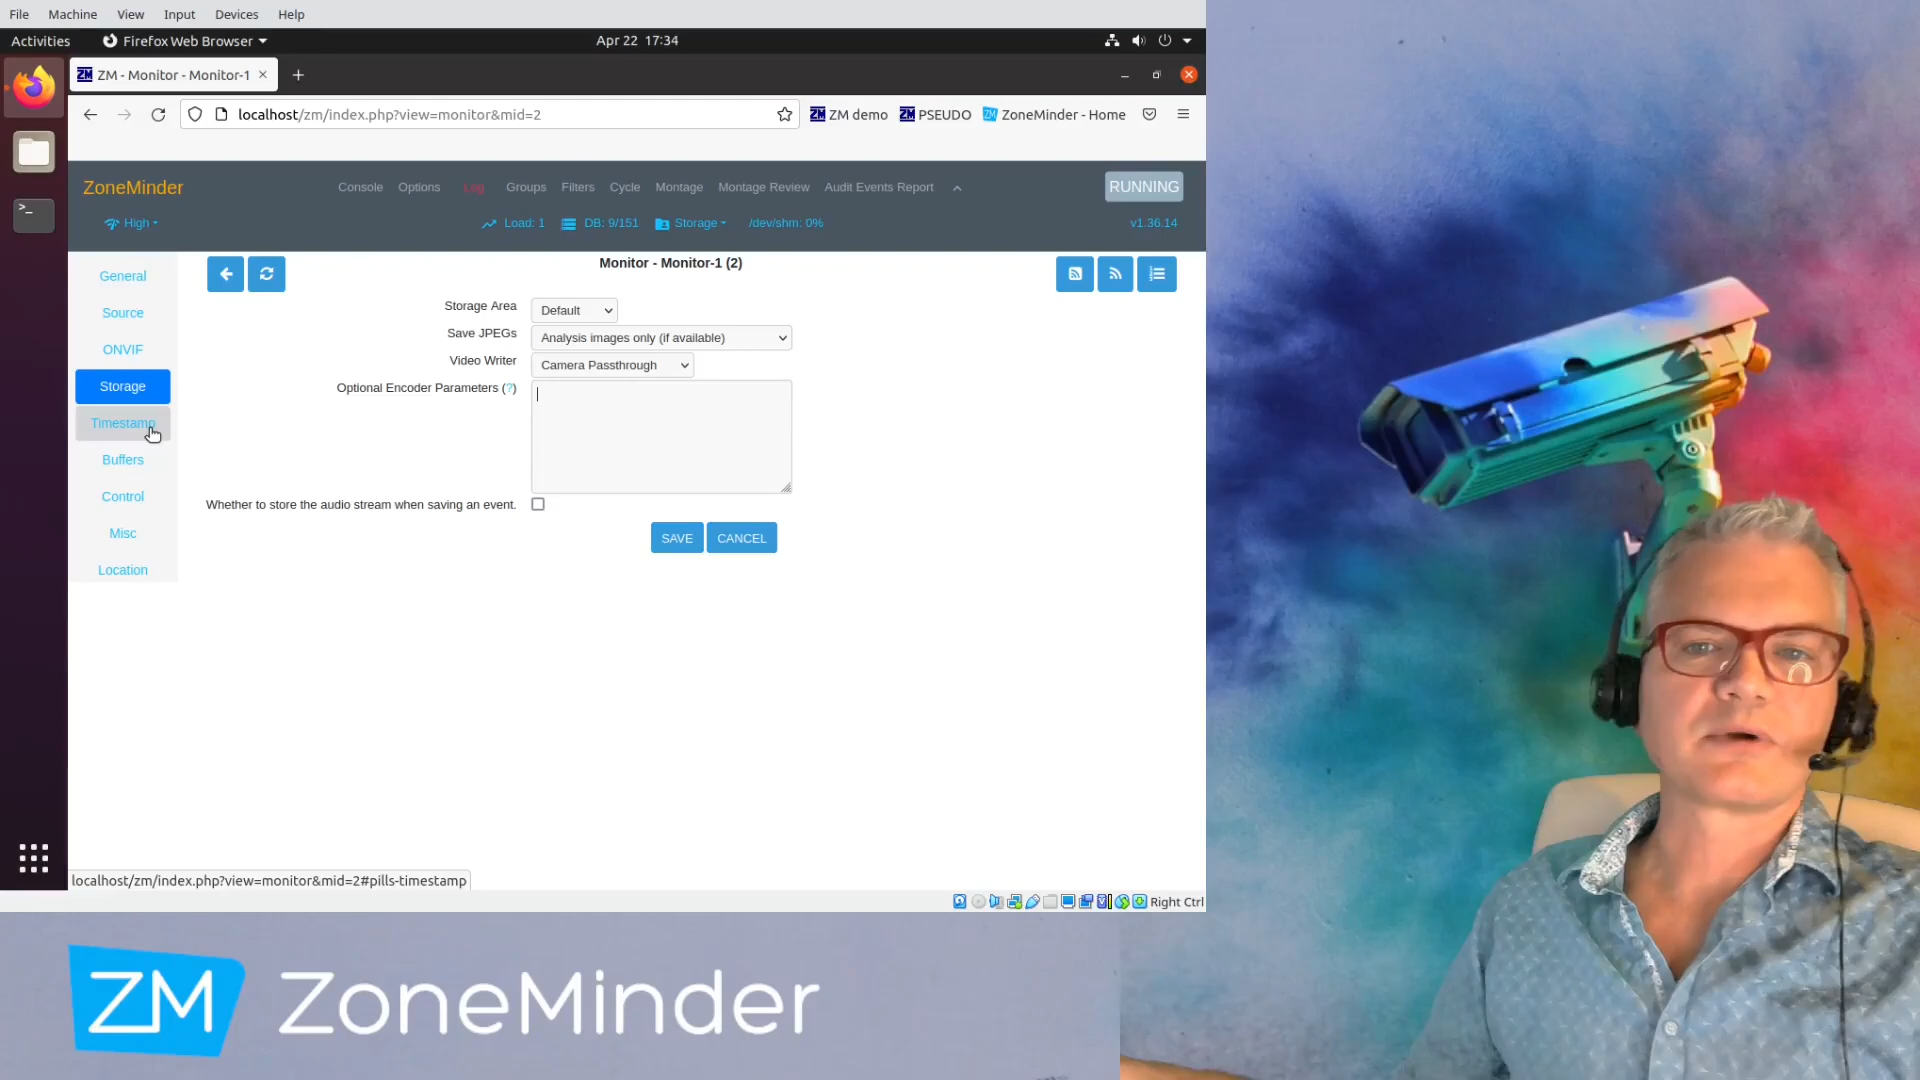 File Machine View Input Devices Help
Activities Firefox Web Browser Apr 22 17:34
ZM - Monitor - Monitor-1
localhost/zm/index.php?view=monitor&mid=2 ZM demo PSEUDO ZoneMinder - Home
ZoneMinder Console Options Log Groups Filters Cycle Montage Montage Review Audit Events Report RUNNING
High Load: 1 DB: 9/151 Storage /dev/shm: 0% v1.36.14
Monitor - Monitor-1 (2)
General
Source
ONVIF
Storage
Timestamp
Buffers
Control
Misc
Location
Storage Area Default
Save JPEGs Analysis images only (if available)
Video Writer Camera Passthrough
Optional Encoder Parameters (?)
Whether to store the audio stream when saving an event.
SAVE CANCEL
localhost/zm/index.php?view=monitor&mid=2#pills-timestamp
Right Ctrl
ZM ZoneMinder